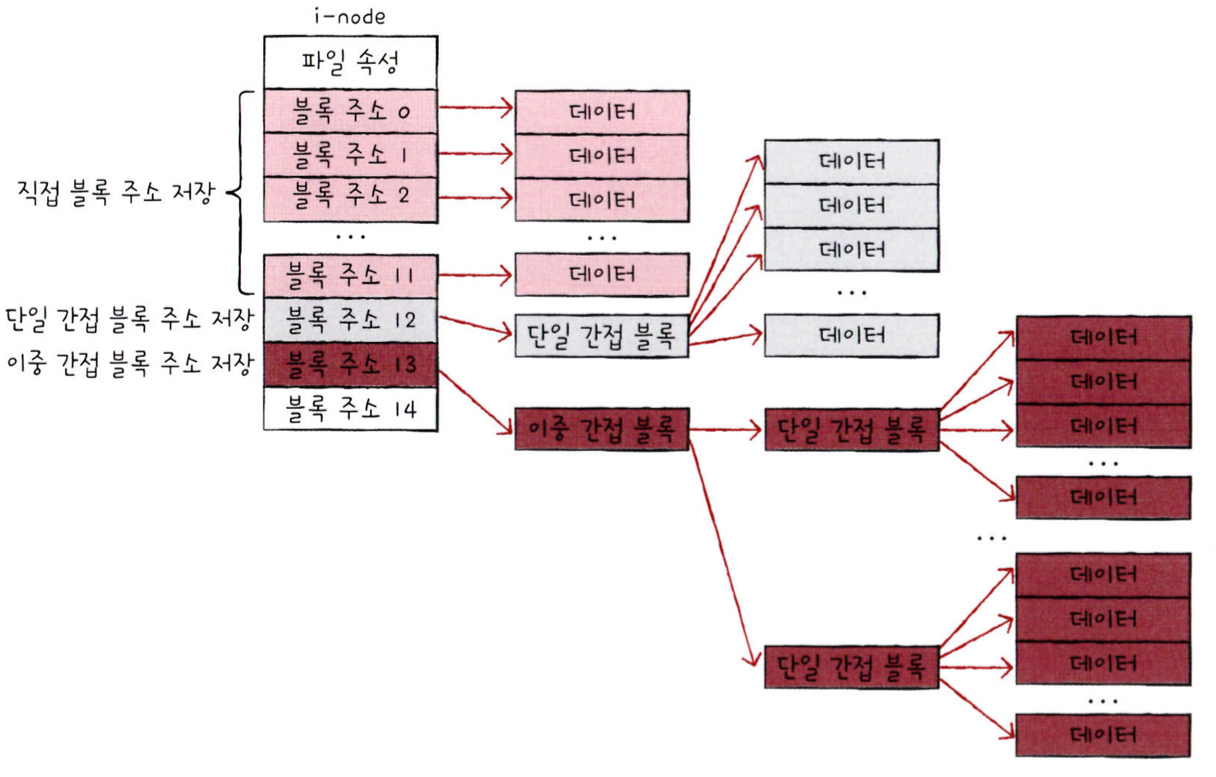 i-node
파일 속성
직접 블록 주소 저장
블록 주소 0
블록 주소 1
블록 주소 2
...
블록 주소 11
단일 간접 블록 주소 저장
블록 주소 12
이중 간접 블록 주소 저장
블록 주소 13
블록 주소 14
데이터
데이터
데이터
...
데이터
단일 간접 블록
데이터
데이터
데이터
...
데이터
이중 간접 블록
단일 간접 블록
데이터
데이터
데이터
...
데이터
...
단일 간접 블록
데이터
데이터
데이터
...
데이터